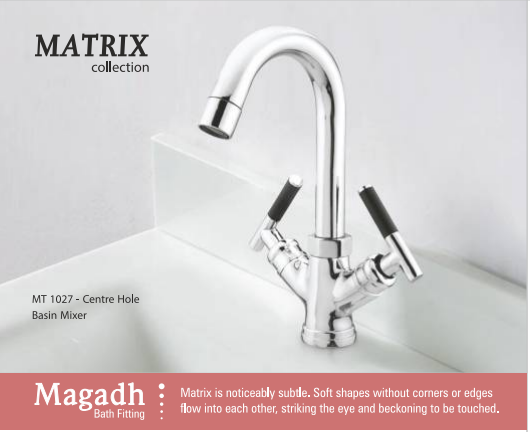 MATRIX
collection
MT 1027 - Centre Hole
Basin Mixer
Magadh
Bath Fitting
Matrix is noticeably subtle. Soft shapes without corners or edges
flow into each other, striking the eye and beckoning to be touched.